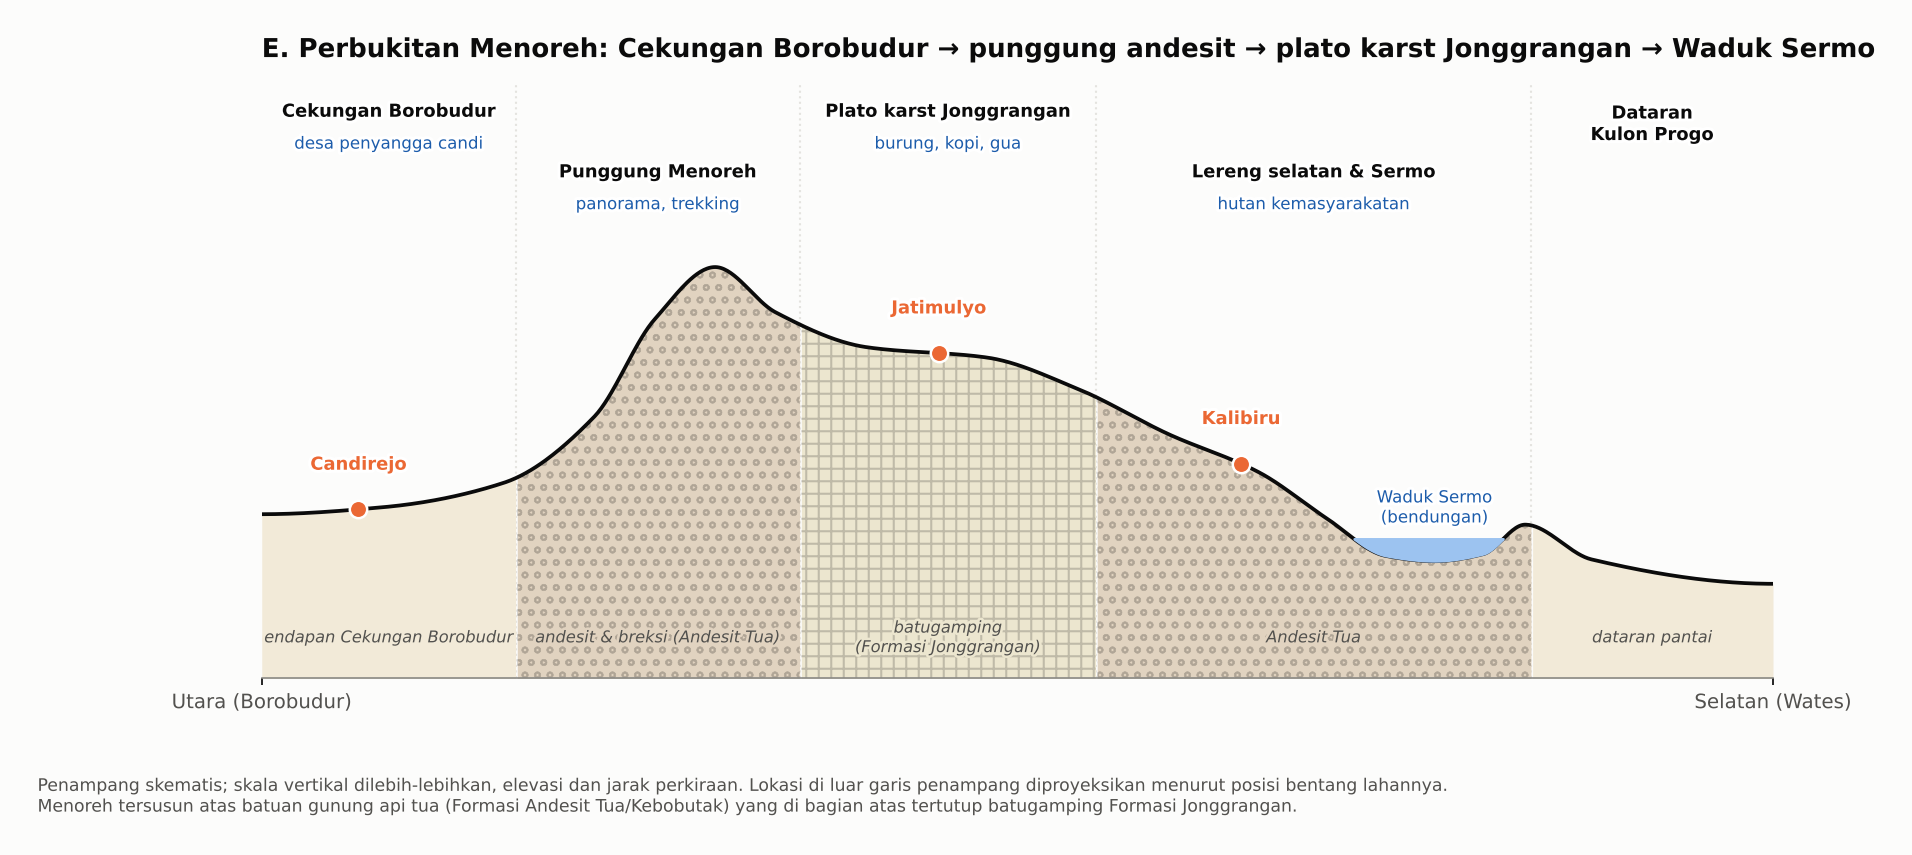 E. Perbukitan Menoreh: Cekungan Borobudur → punggung andesit → plato karst Jonggrangan → Waduk Sermo
Cekungan Borobudur
desa penyangga candi
Punggung Menoreh
panorama, trekking
Plato karst Jonggrangan
burung, kopi, gua
Lereng selatan & Sermo
hutan kemasyarakatan
Dataran
Kulon Progo
Candirejo
Jatimulyo
Kalibiru
Waduk Sermo
(bendungan)
endapan Cekungan Borobudur
andesit & breksi (Andesit Tua)
batugamping
(Formasi Jonggrangan)
Andesit Tua
dataran pantai
Utara (Borobudur)
Selatan (Wates)
Penampang skematis; skala vertikal dilebih-lebihkan, elevasi dan jarak perkiraan. Lokasi di luar garis penampang diproyeksikan menurut posisi bentang lahannya.
Menoreh tersusun atas batuan gunung api tua (Formasi Andesit Tua/Kebobutak) yang di bagian atas tertutup batugamping Formasi Jonggrangan.